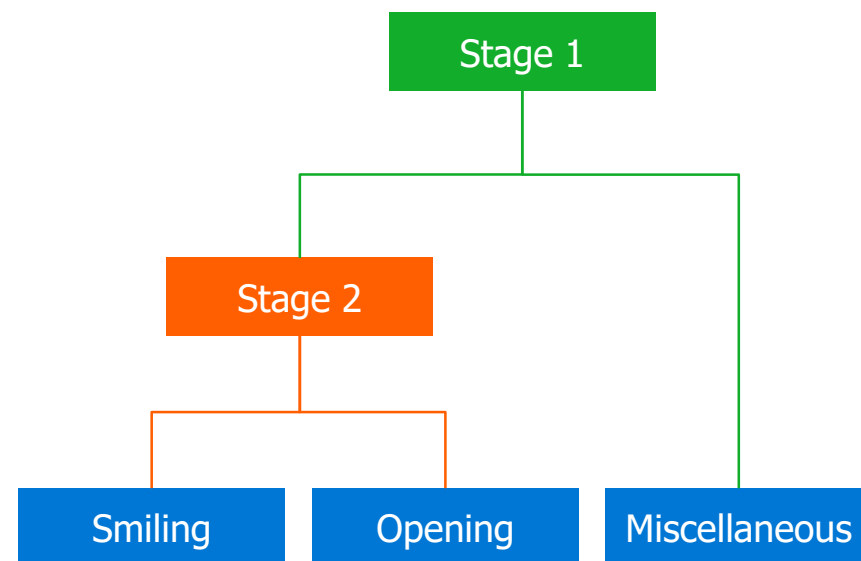 Stage 1
Stage 2
Smiling
Opening
Miscellaneous